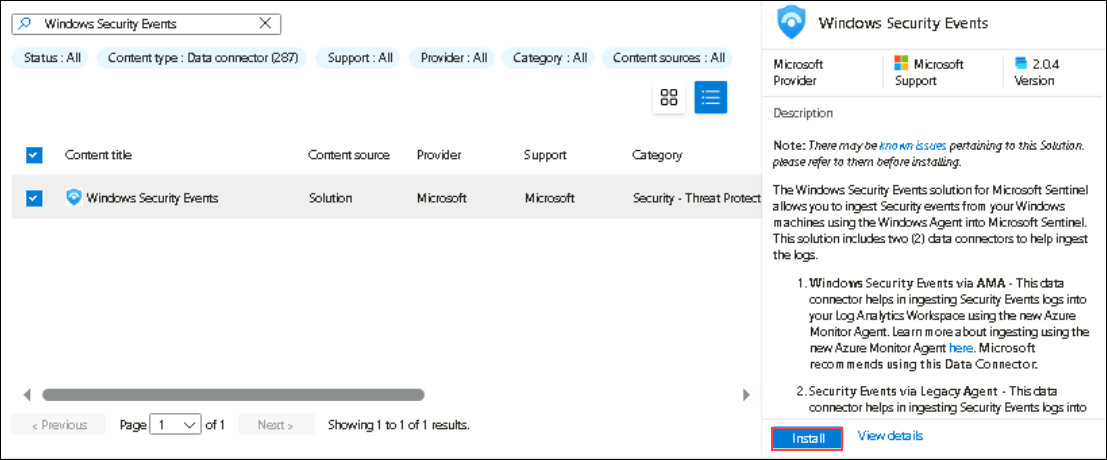 Windows Security Events
Status : All Content type : Data connector (287) Support : All Provider : All Category : All Content sources : All
Content title Content source Provider Support Category
Windows Security Events Solution Microsoft Microsoft Security - Threat Protect
< Previous Page 1 of 1 Next > Showing 1 to 1 of 1 results.
Windows Security Events
Microsoft Microsoft 2.0.4
Provider Support Version
Description
Note: There may be known issues pertaining to this Solution,
please refer to them before installing.
The Windows Security Events solution for Microsoft Sentinel
allows you to ingest Security events from your Windows
machines using the Windows Agent into Microsoft Sentinel.
This solution includes two (2) data connectors to help ingest
the logs.
1. Windows Security Events via AMA - This data
connector helps in ingesting Security Events logs into
your Log Analytics Workspace using the new Azure
Monitor Agent. Learn more about ingesting using the
new Azure Monitor Agent here. Microsoft
recommends using this Data Connector.
2. Security Events via Legacy Agent - This data
connector helps in ingesting Security Events logs into
Install View details